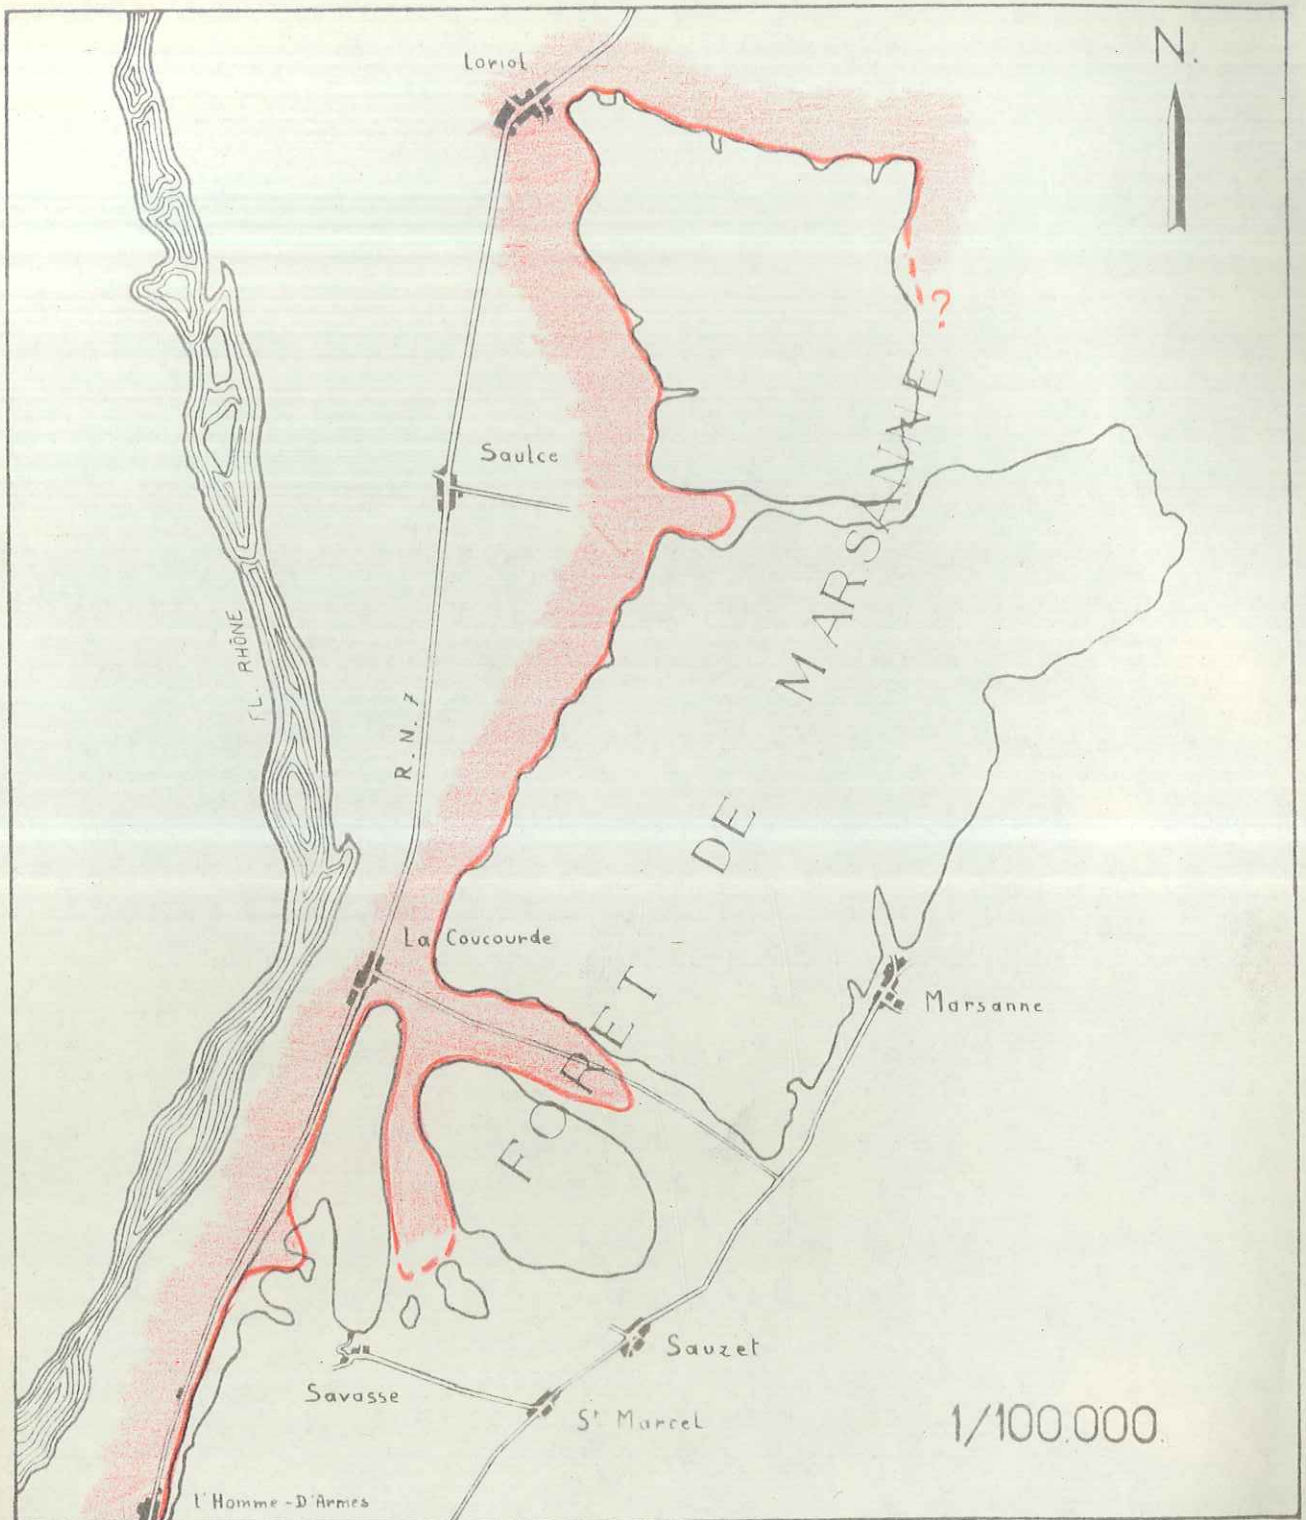 N.
Loriol
?
Saulce
FL. RHÔNE
R. N. 7
FORET DE MARSANNE
La Coucourde
Marsanne
Sauzet
Savasse
St Marcel
1/100.000.
l'Homme-D'Armes